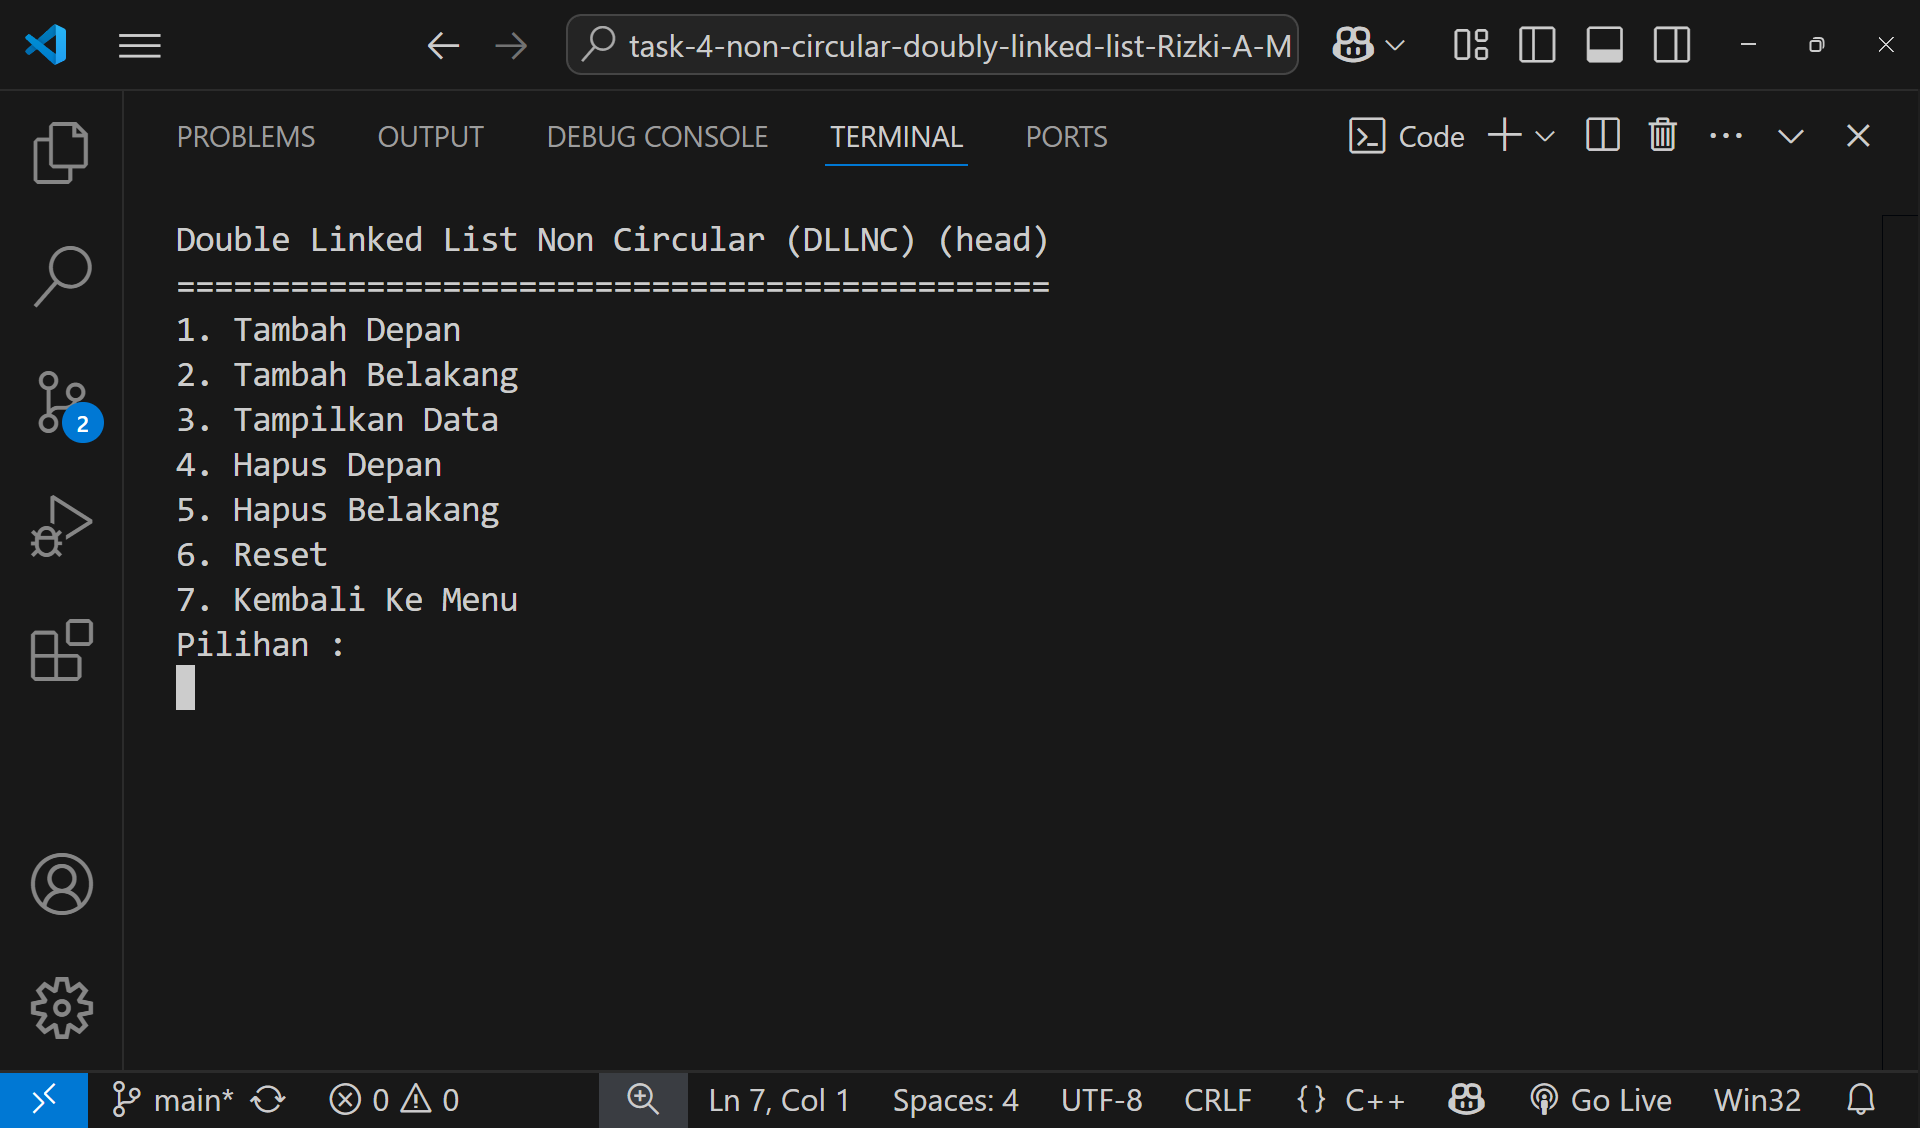 task-4-non-circular-doubly-linked-list-Rizki-A-M
PROBLEMS OUTPUT DEBUG CONSOLE TERMINAL PORTS Code
Double Linked List Non Circular (DLLNC) (head)
==============================================
1. Tambah Depan
2. Tambah Belakang
3. Tampilkan Data
4. Hapus Depan
5. Hapus Belakang
6. Reset
7. Kembali Ke Menu
Pilihan :
2
main* 0 0 Ln 7, Col 1 Spaces: 4 UTF-8 CRLF {} C++ Go Live Win32